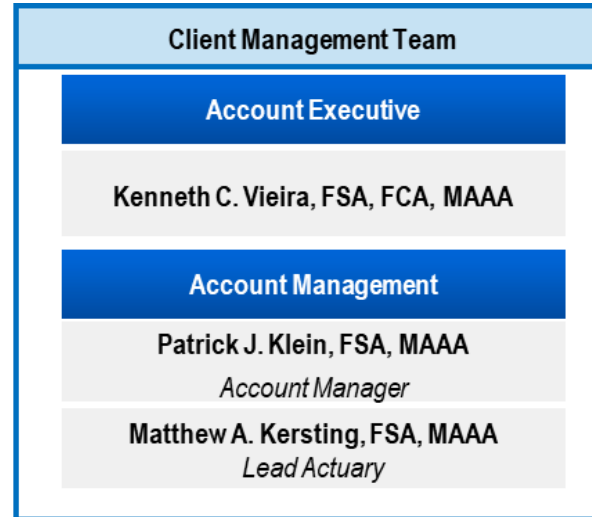 Client Management Team
Account Executive
Kenneth C. Vieira, FSA, FCA, MAAA
Account Management
Patrick J. Klein, FSA, MAAA
Account Manager
Matthew A. Kersting, FSA, MAAA
Lead Actuary